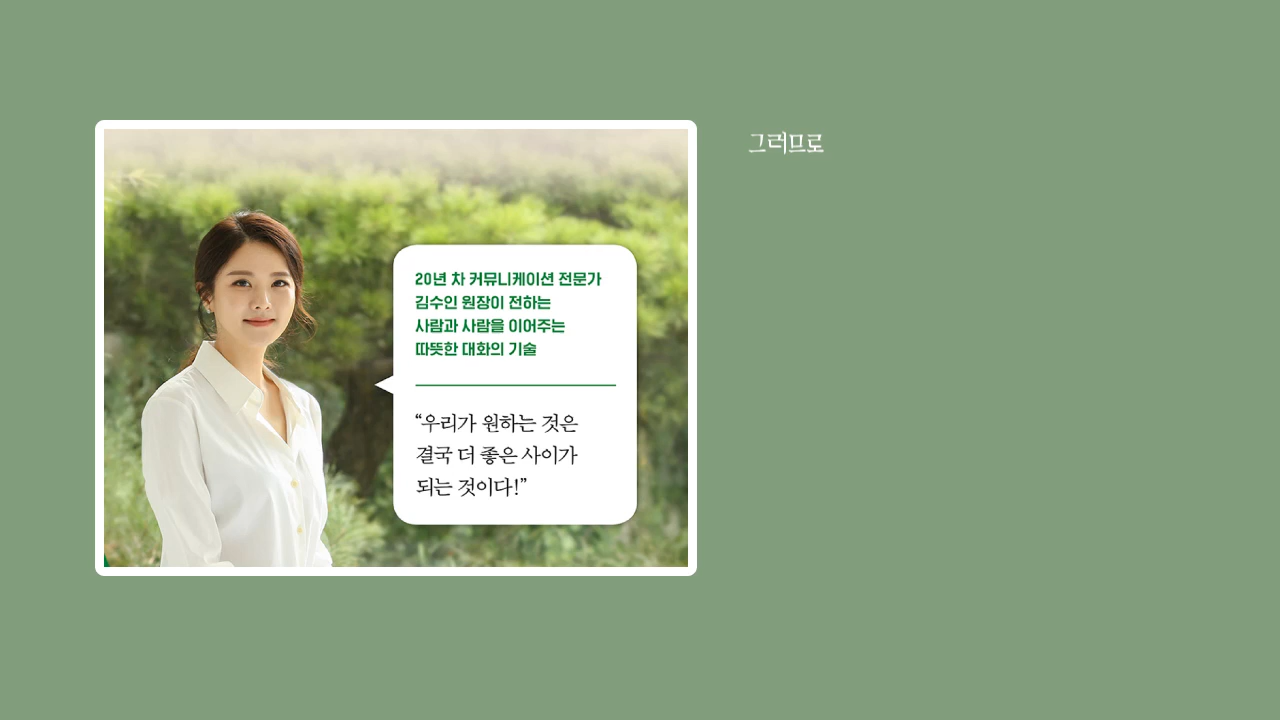 그러므로
20년 차 커뮤니케이션 전문가
김수인 원장이 전하는
사람과 사람을 이어주는
따뜻한 대화의 기술
“우리가 원하는 것은
결국 더 좋은 사이가
되는 것이다!”